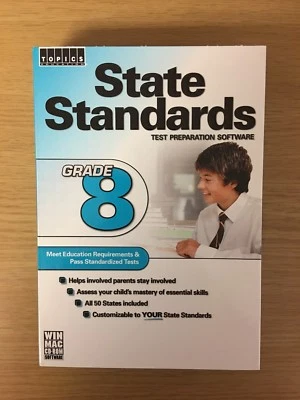 TOPICS
State
Standards
TEST PREPARATION SOFTWARE
GRADE
8
Meet Education Requirements &
Pass Standardized Tests
Helps involved parents stay involved
Assess your child's mastery of essential skills
All 50 States included
Customizable to YOUR State Standards
WIN
MAC
CD-ROM
SOFTWARE